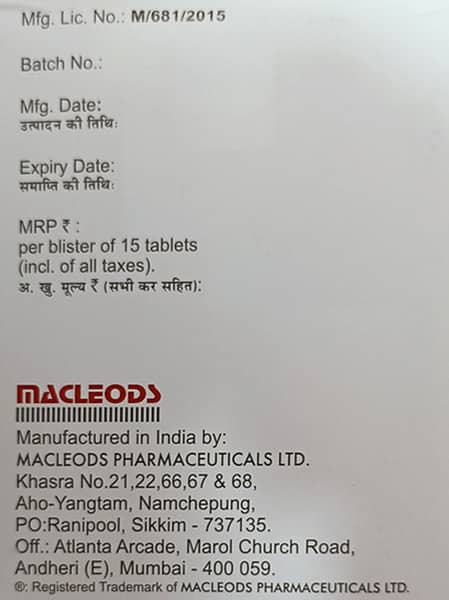 Mfg. Lic. No.: M/681/2015
Batch No.:
Mfg. Date:
उत्पादन की तिथि:
Expiry Date:
समाप्ति की तिथि:
MRP ₹ :
per blister of 15 tablets
(incl. of all taxes).
अ. खु. मूल्य ₹ (सभी कर सहित):
MACLEODS
Manufactured in India by:
MACLEODS PHARMACEUTICALS LTD.
Khasra No.21,22,66,67 & 68,
Aho-Yangtam, Namchepung,
PO:Ranipool, Sikkim - 737135.
Off.: Atlanta Arcade, Marol Church Road,
Andheri (E), Mumbai - 400 059.
®: Registered Trademark of MACLEODS PHARMACEUTICALS LTD.